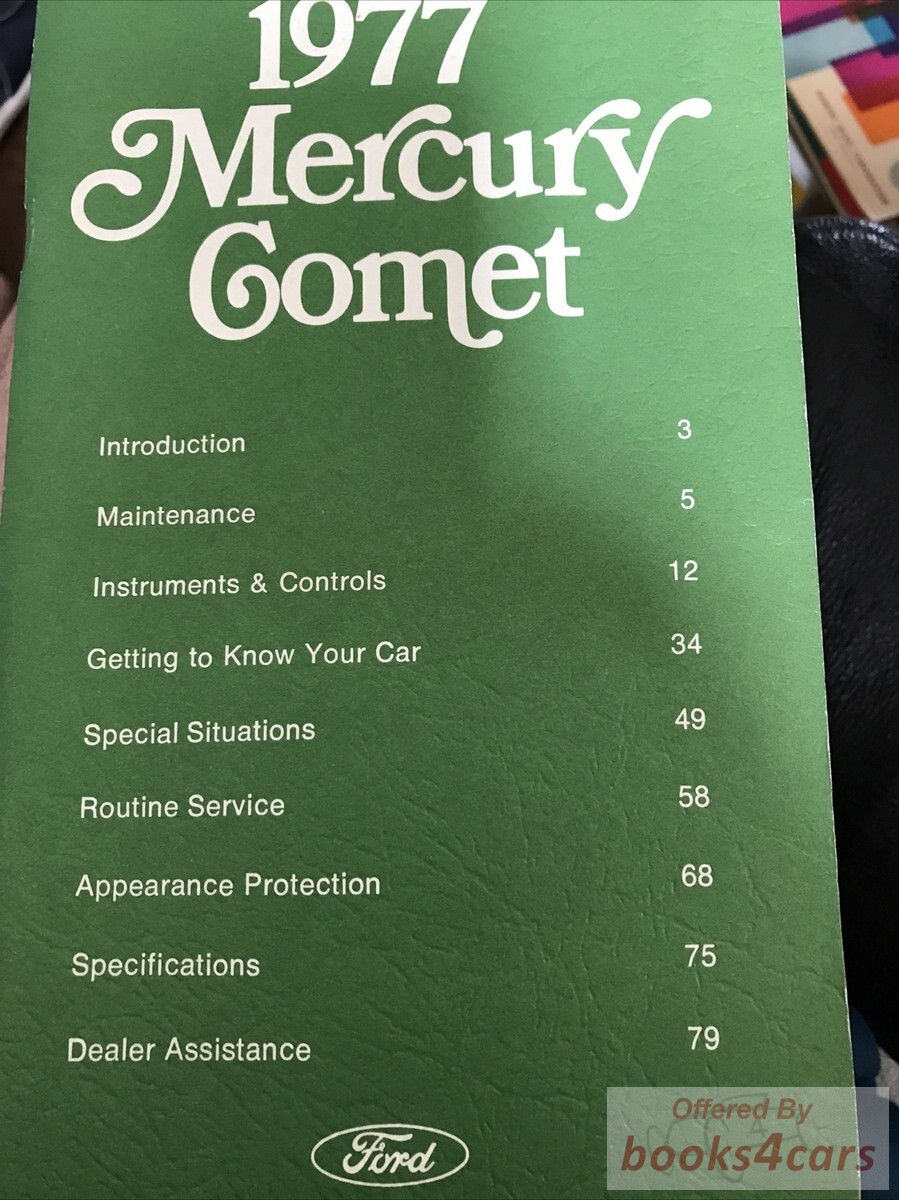 1977
Mercury
Comet
Introduction 3
Maintenance 5
Instruments & Controls 12
Getting to Know Your Car 34
Special Situations 49
Routine Service 58
Appearance Protection 68
Specifications 75
Dealer Assistance 79
Ford
Offered By
books4cars